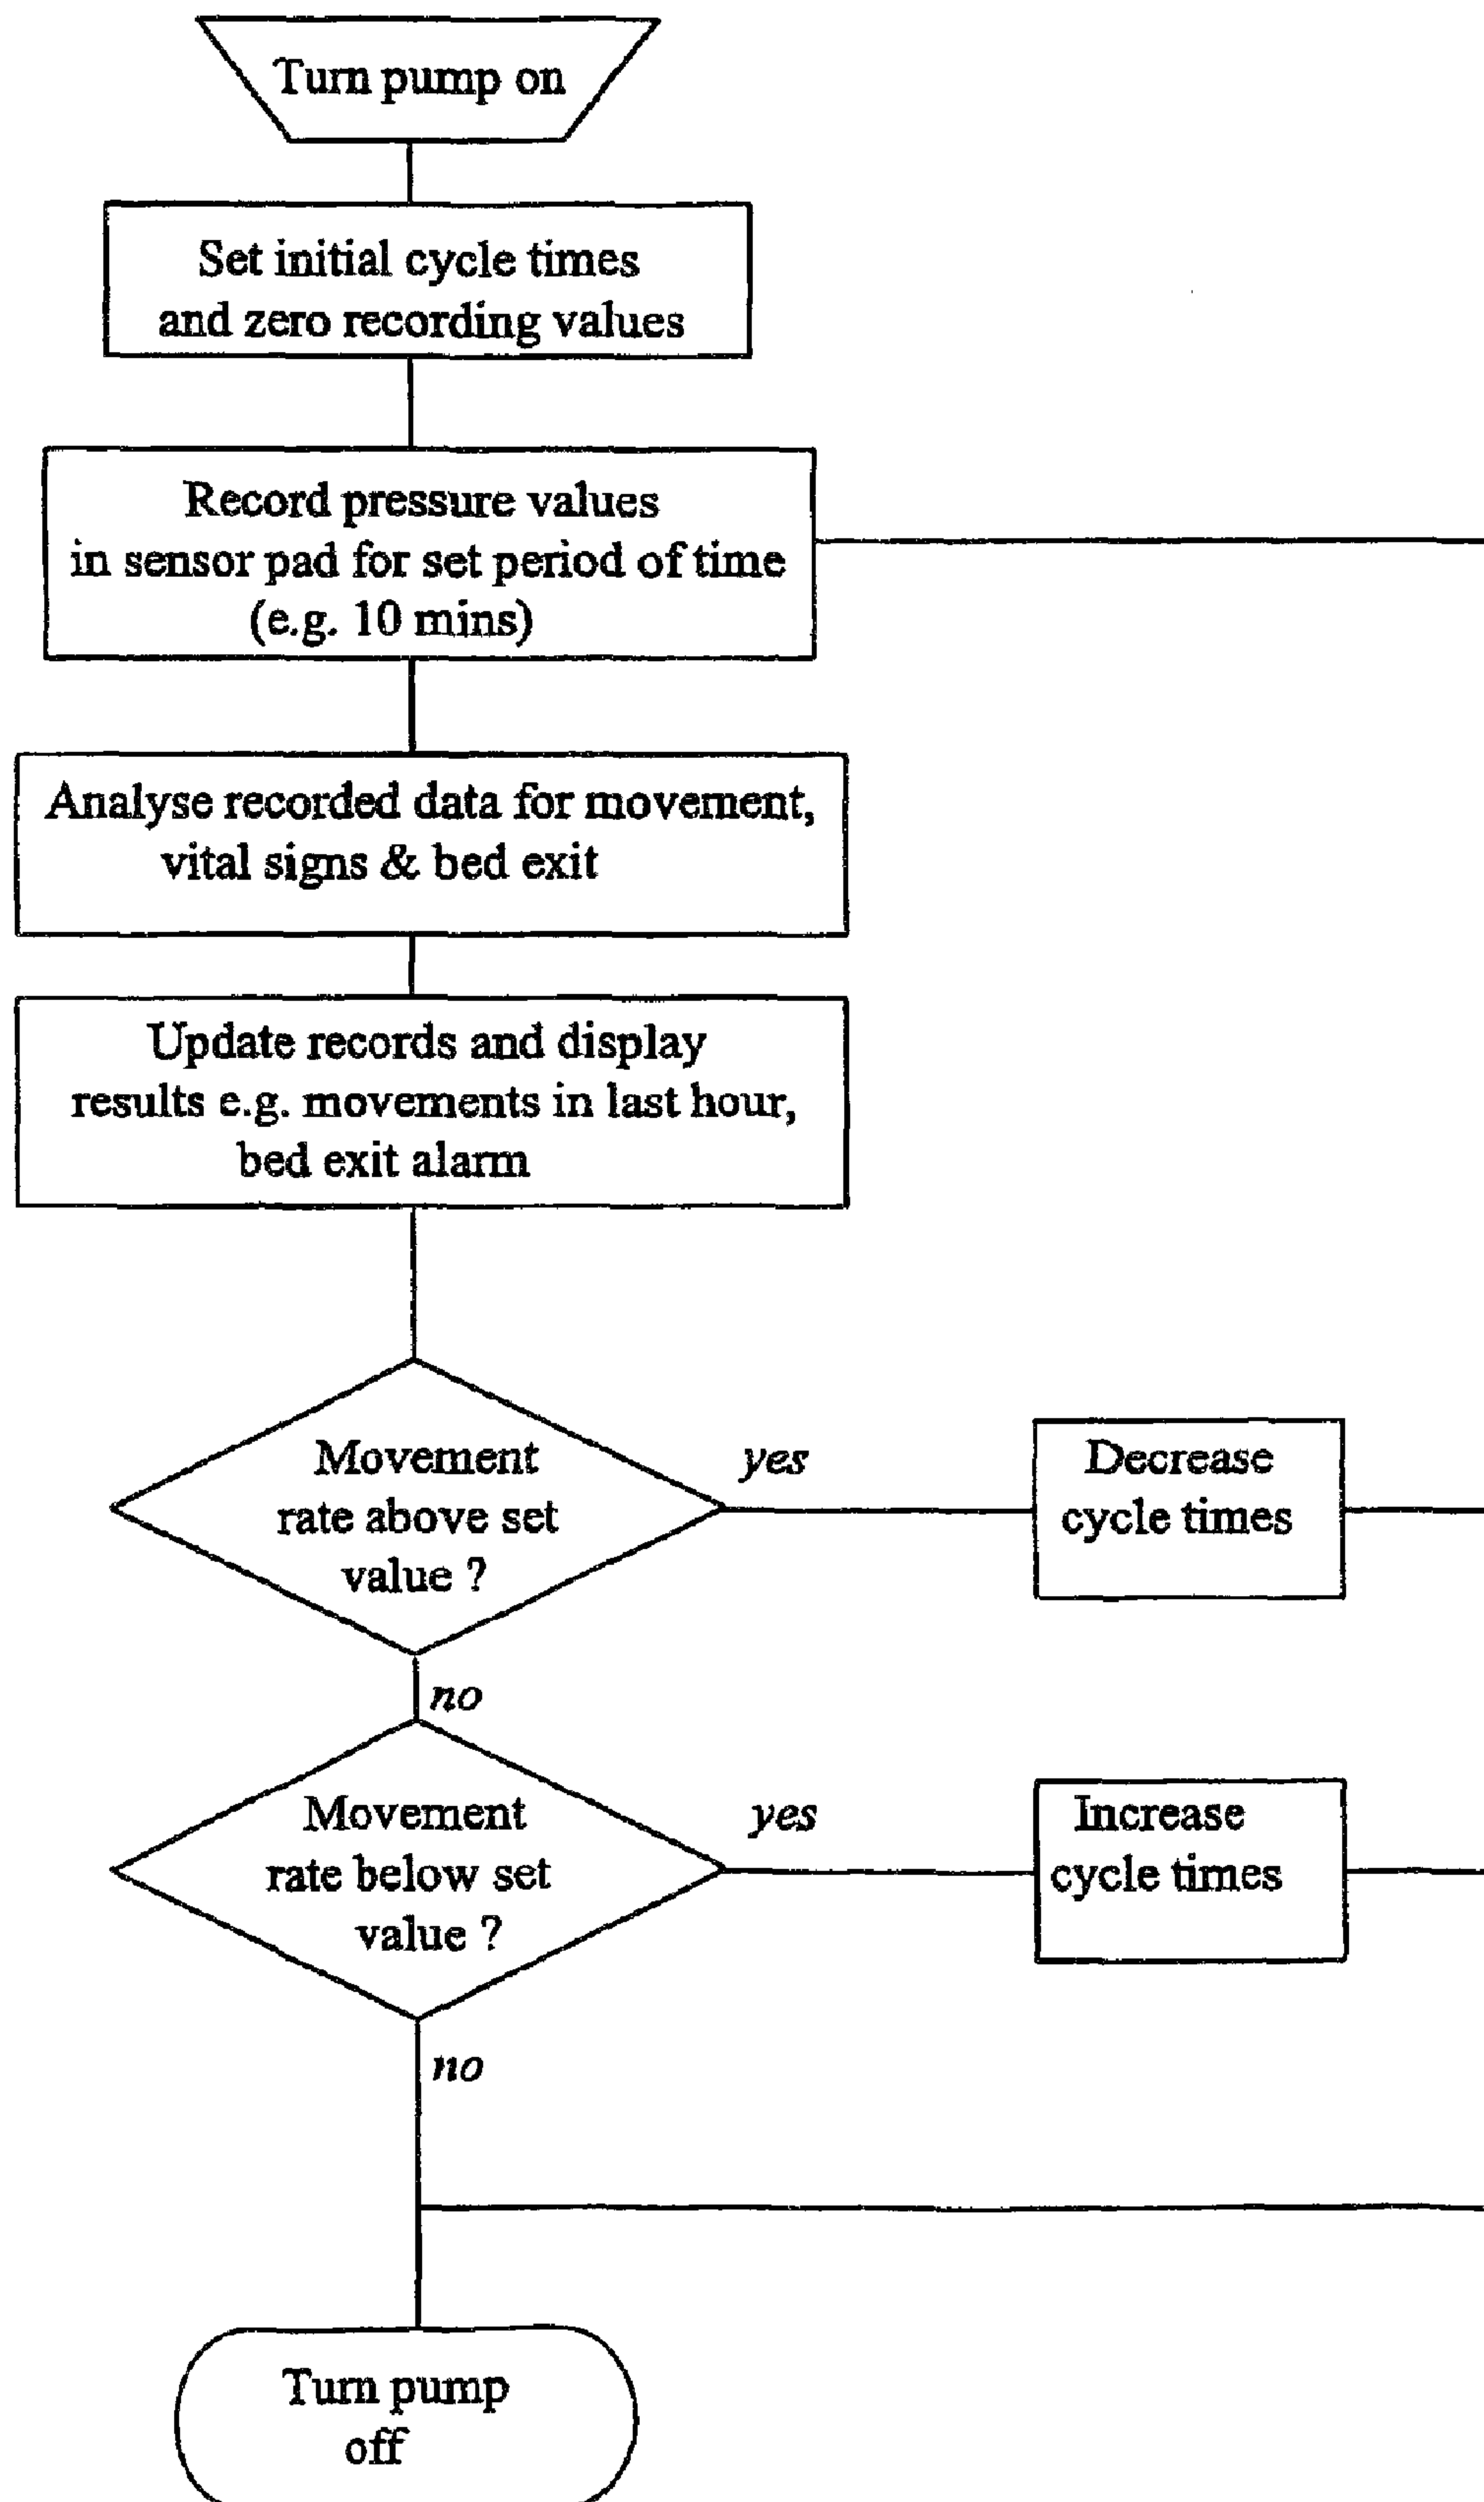 Turn pump on
Set initial cycle times
and zero recording values
Record pressure values
in sensor pad for set period of time
(e.g. 10 mins)
Analyse recorded data for movement,
vital signs & bed exit
Update records and display
results e.g. movements in last hour,
bed exit alarm
Movement
rate above set
value ?
yes
Decrease
cycle times
no
Movement
rate below set
value ?
yes
Increase
cycle times
no
Turn pump
off